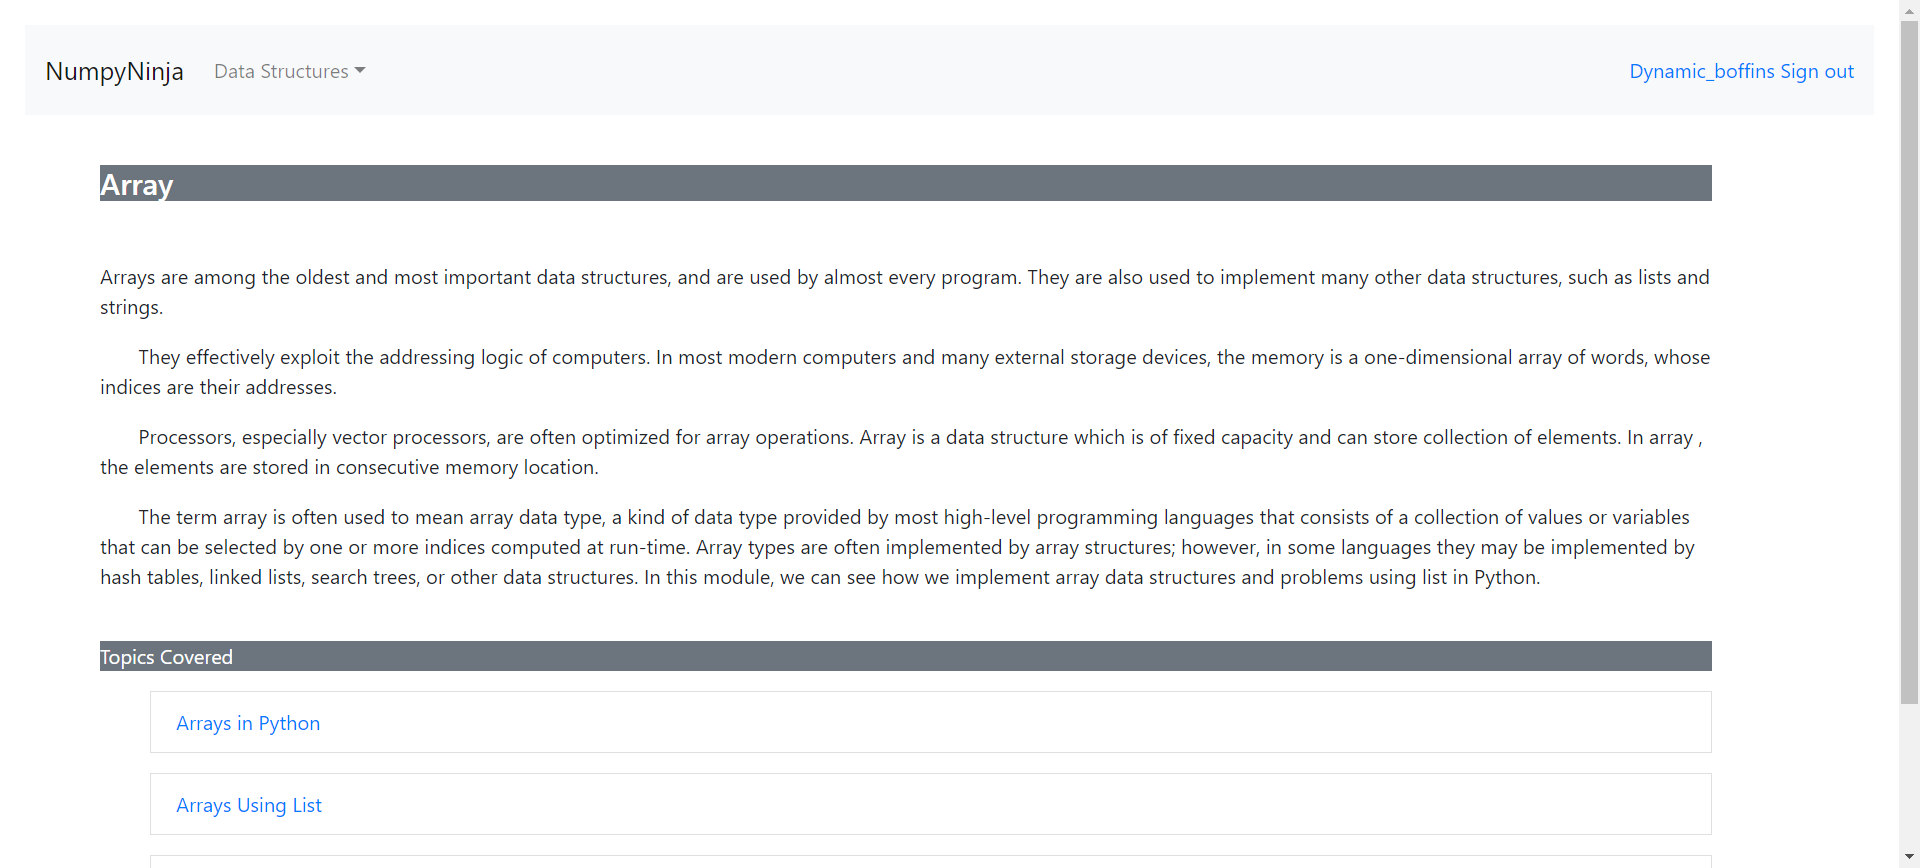 NumpyNinja Data Structures Dynamic_boffins Sign out
Array
Arrays are among the oldest and most important data structures, and are used by almost every program. They are also used to implement many other data structures, such as lists and
strings.
They effectively exploit the addressing logic of computers. In most modern computers and many external storage devices, the memory is a one-dimensional array of words, whose
indices are their addresses.
Processors, especially vector processors, are often optimized for array operations. Array is a data structure which is of fixed capacity and can store collection of elements. In array ,
the elements are stored in consecutive memory location.
The term array is often used to mean array data type, a kind of data type provided by most high-level programming languages that consists of a collection of values or variables
that can be selected by one or more indices computed at run-time. Array types are often implemented by array structures; however, in some languages they may be implemented by
hash tables, linked lists, search trees, or other data structures. In this module, we can see how we implement array data structures and problems using list in Python.
Topics Covered
Arrays in Python
Arrays Using List